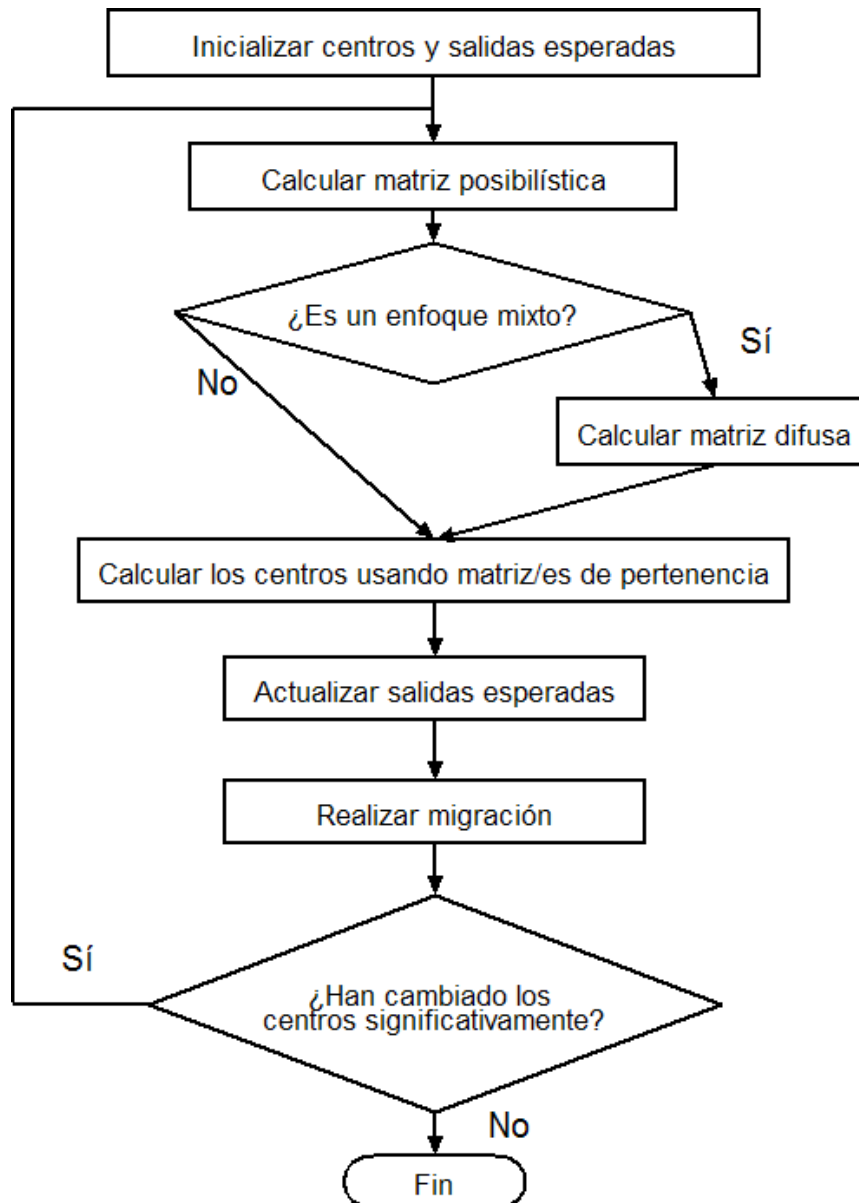 Inicializar centros y salidas esperadas
Calcular matriz posibilística
¿Es un enfoque mixto?
Sí
No
Calcular matriz difusa
Calcular los centros usando matriz/es de pertenencia
Actualizar salidas esperadas
Realizar migración
Sí
¿Han cambiado los
centros significativamente?
No
Fin